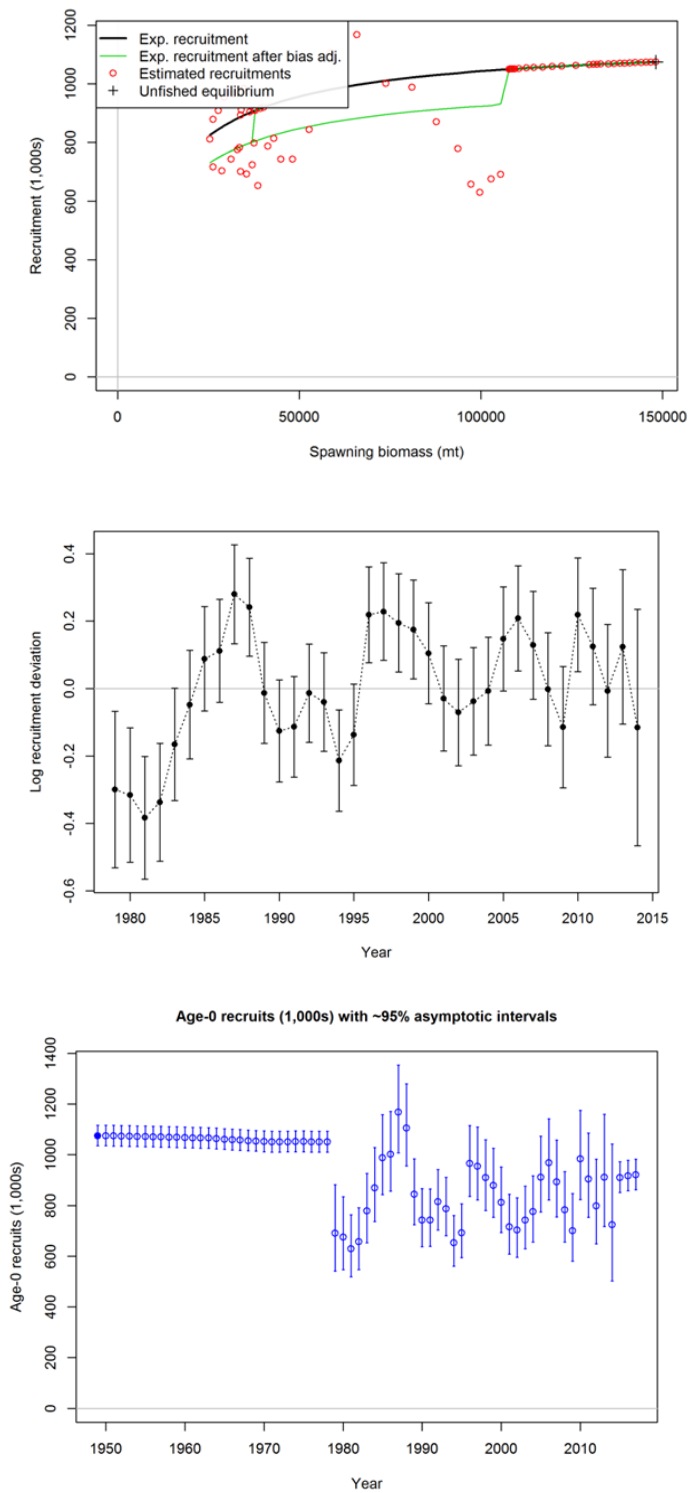 Exp. recruitment
Exp. recruitment after bias adj.
Estimated recruitments
Unfished equilibrium
1200
1000
800
600
400
200
0
Recruitment (1,000s)
0 50000 100000 150000
Spawning biomass (mt)
0.4
0.2
0.0
-0.2
-0.4
-0.6
Log recruitment deviation
1980 1985 1990 1995 2000 2005 2010 2015
Year
Age-0 recruits (1,000s) with ~95% asymptotic intervals
1400
1200
1000
800
600
400
200
0
Age-0 recruits (1,000s)
1950 1960 1970 1980 1990 2000 2010
Year